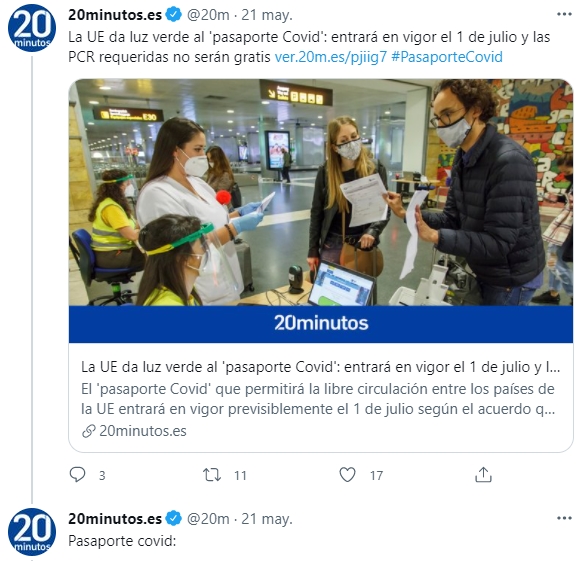 20minutos.es @20m · 21 may.
La UE da luz verde al 'pasaporte Covid': entrará en vigor el 1 de julio y las
PCR requeridas no serán gratis ver.20m.es/pjiig7 #PasaporteCovid
20
minutos
E30
20minutos
La UE da luz verde al 'pasaporte Covid': entrará en vigor el 1 de julio y l...
El 'pasaporte Covid' que permitirá la libre circulación entre los países de
la UE entrará en vigor previsiblemente el 1 de julio según el acuerdo q...
20minutos.es
3 11 17
20minutos.es @20m · 21 may.
Pasaporte covid:
20
minutos